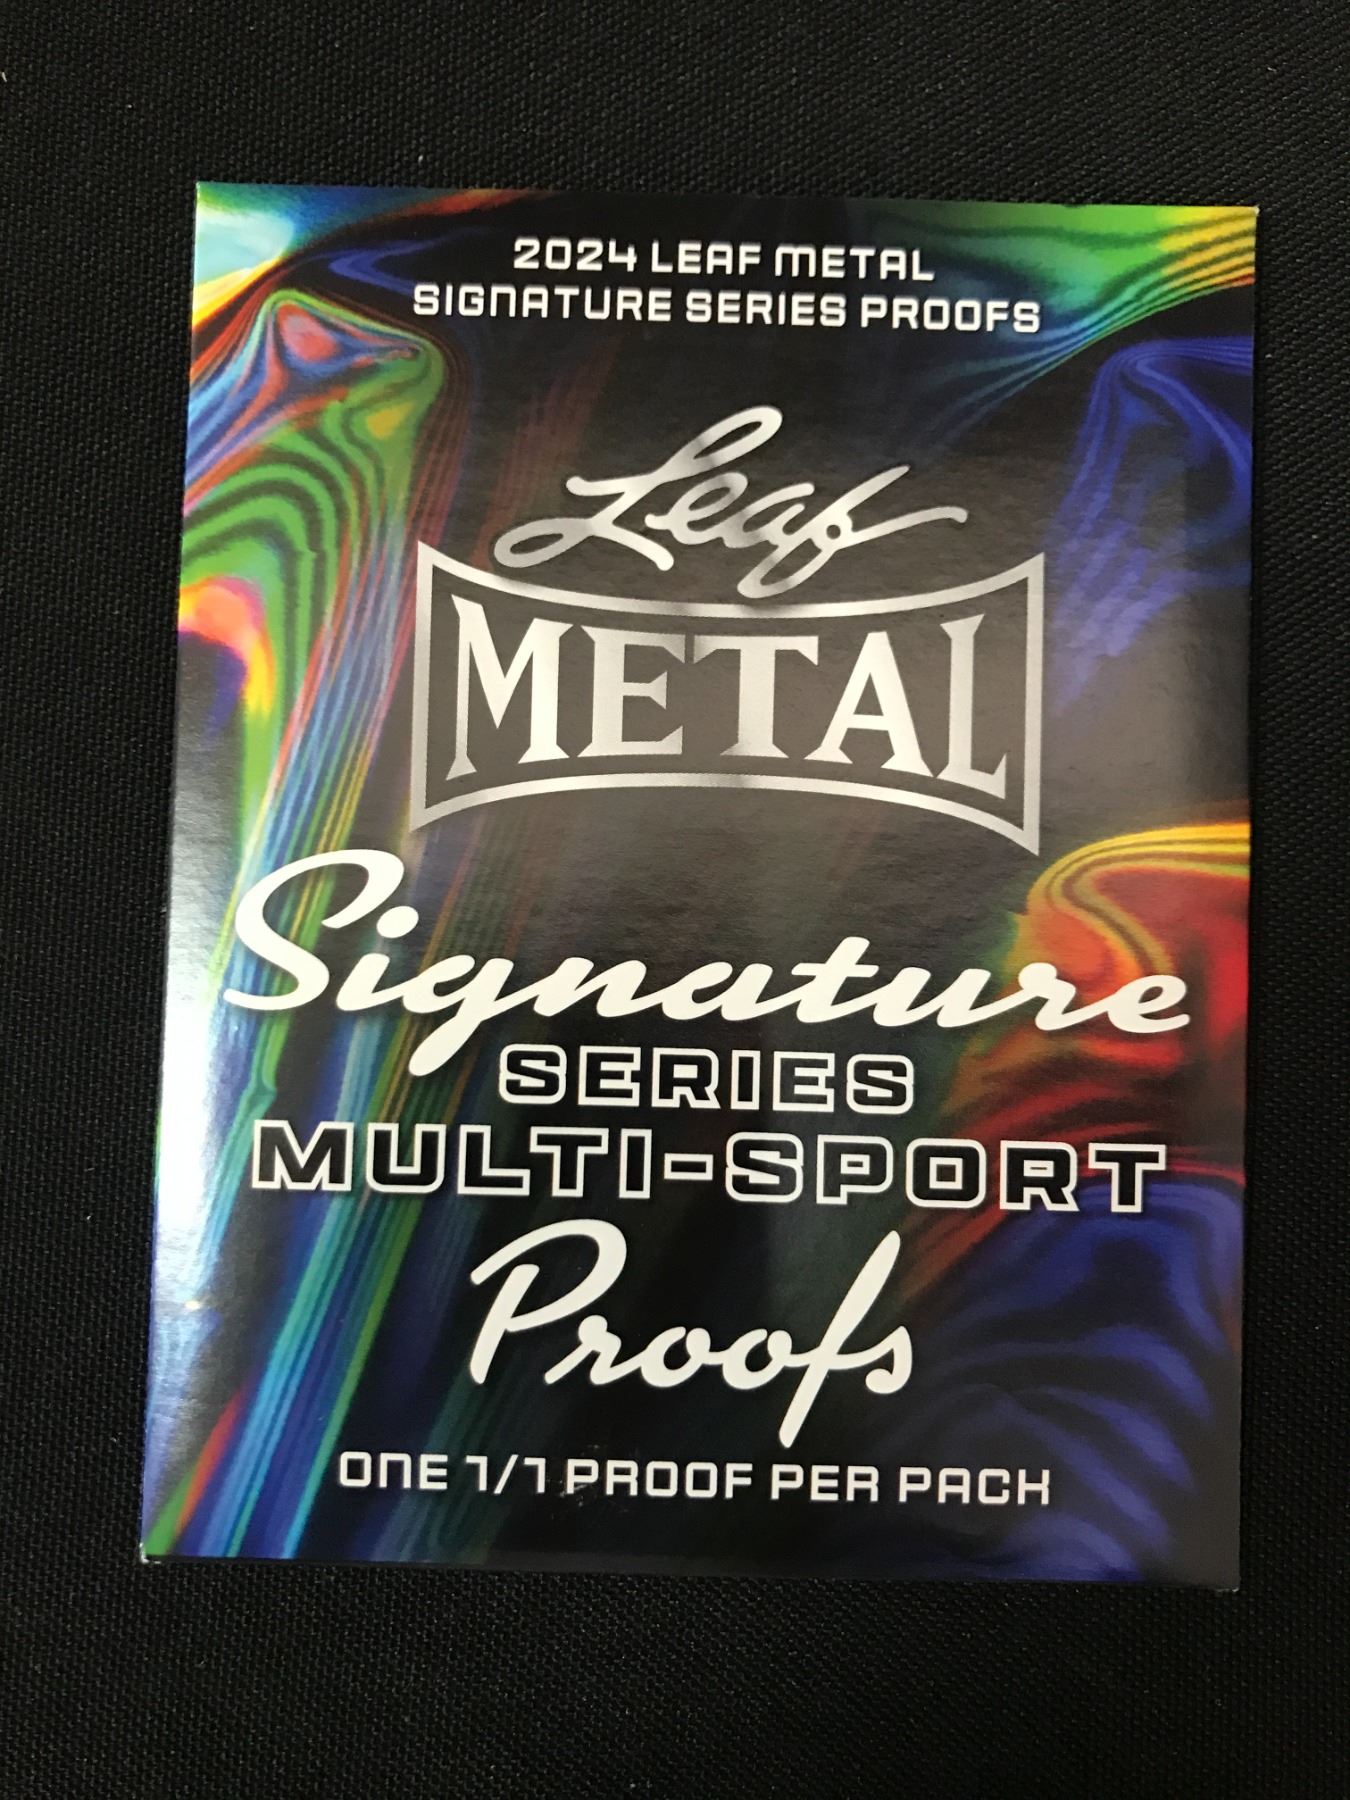 2024 LEAF METAL
SIGNATURE SERIES PROOFS
Leaf
METAL
Signature
SERIES
MULTI-SPORT
Proofs
ONE 1/1 PROOF PER PACK